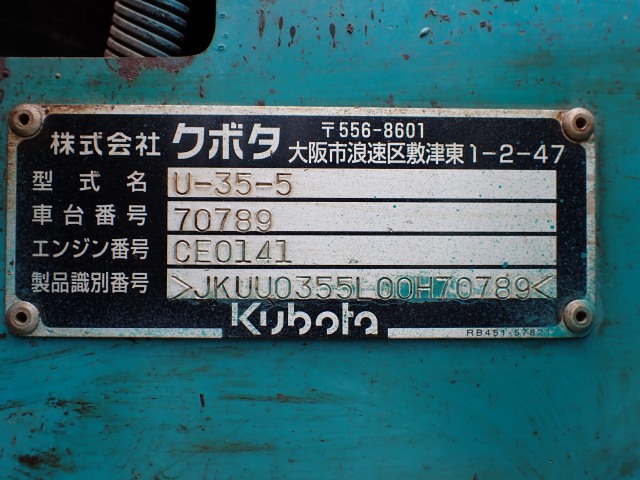 株式会社 クボタ 〒556-8601
大阪市浪速区敷津東1-2-47
型式名 U-35-5
車台番号 70789
エンジン番号 CE0141
製品識別番号 >JKUU0355L00H70789<
Kubota